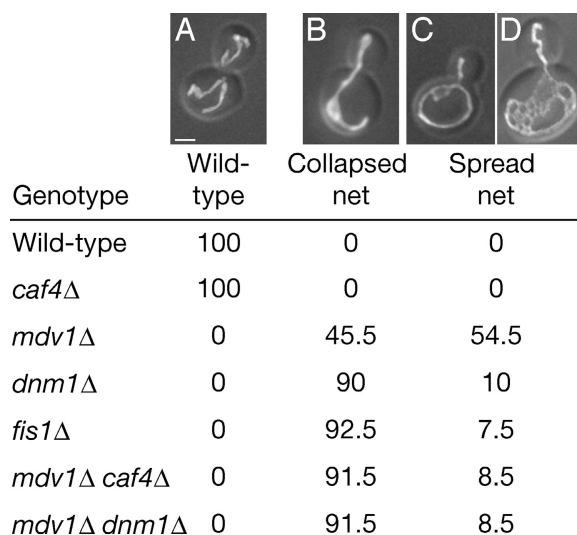 A B C D
Wild- Collapsed Spread
Genotype type net net
Wild-type 100 0 0
caf4Δ 100 0 0
mdv1Δ 0 45.5 54.5
dnm1Δ 0 90 10
fis1Δ 0 92.5 7.5
mdv1Δ caf4Δ 0 91.5 8.5
mdv1Δ dnm1Δ 0 91.5 8.5